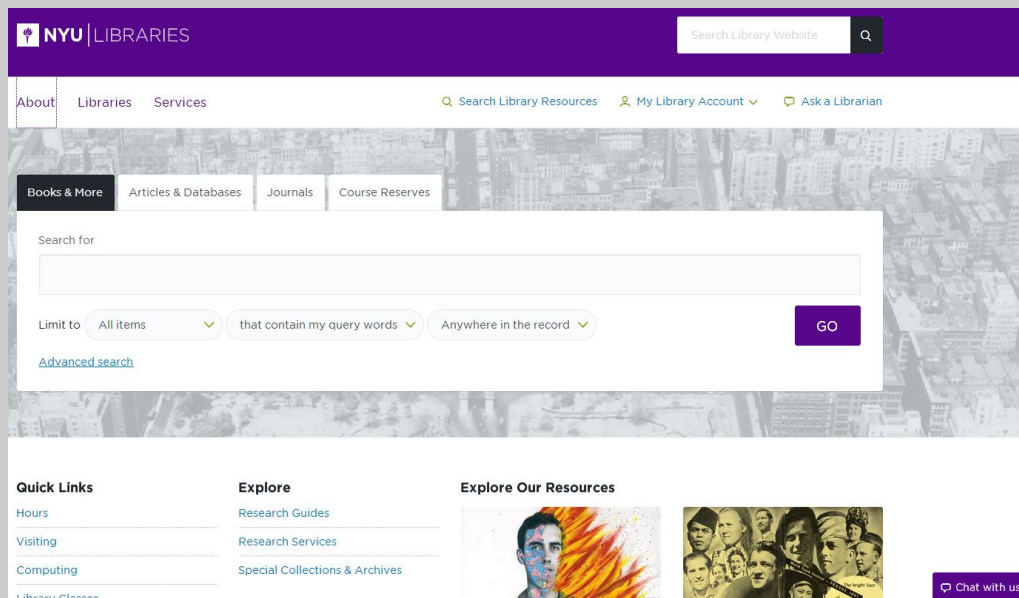 NYU LIBRARIES
Search Library Website
About Libraries Services
Search Library Resources My Library Account Ask a Librarian
Books & More Articles & Databases Journals Course Reserves
Search for
Limit to All items that contain my query words Anywhere in the record GO
Advanced search
Quick Links Explore Explore Our Resources
Hours Research Guides
Visiting Research Services
Computing Special Collections & Archives
Library Classes
Chat with us